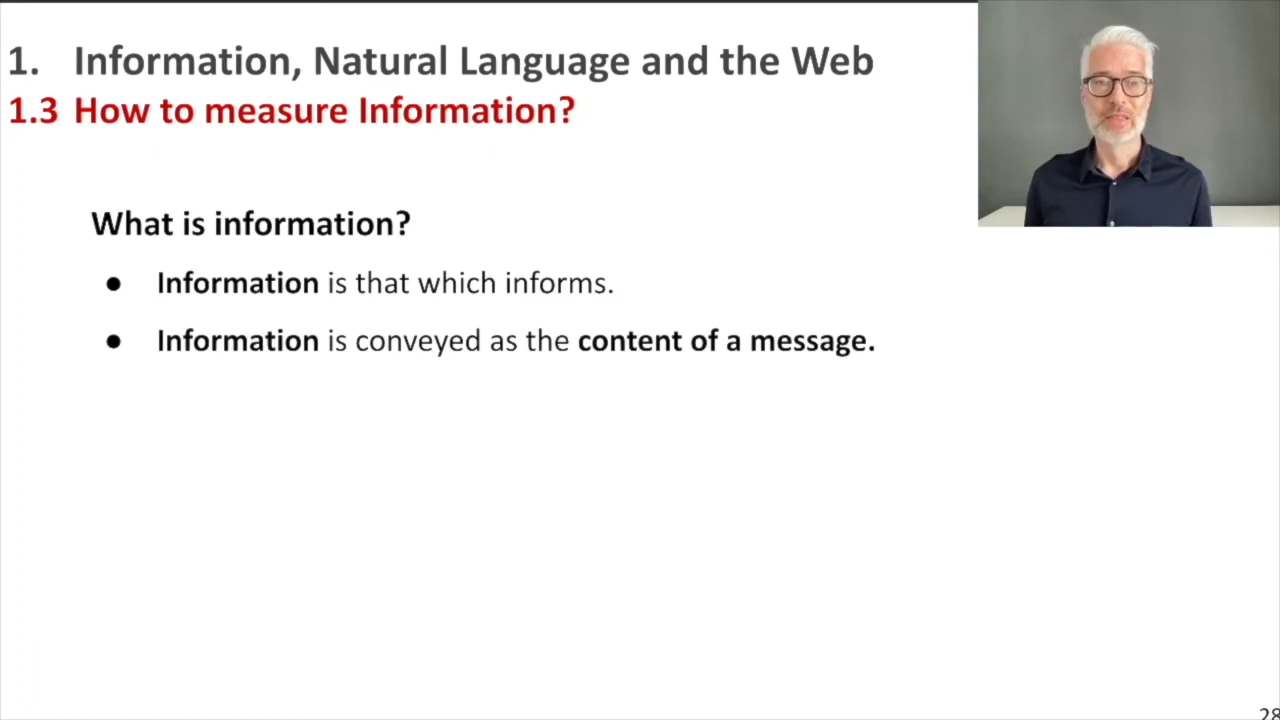 1. Information, Natural Language and the Web
1.3 How to measure Information?
What is information?
● Information is that which informs.
● Information is conveyed as the content of a message.
28